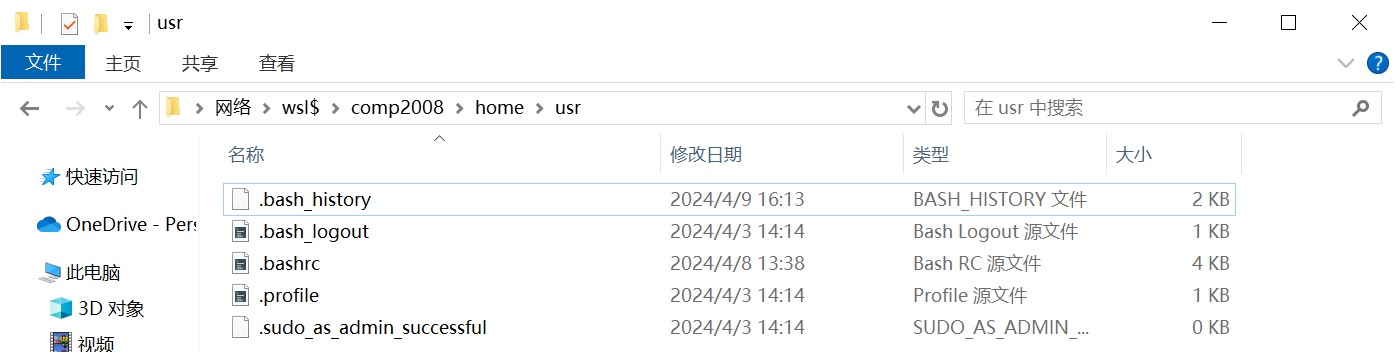 usr
文件 主页 共享 查看
网络 wsl$ comp2008 home usr 在 usr 中搜索
名称 修改日期 类型 大小
快速访问
.bash_history 2024/4/9 16:13 BASH_HISTORY 文件 2 KB
OneDrive - Pers .bash_logout 2024/4/3 14:14 Bash Logout 源文件 1 KB
此电脑 .bashrc 2024/4/8 13:38 Bash RC 源文件 4 KB
3D 对象 .profile 2024/4/3 14:14 Profile 源文件 1 KB
视频 .sudo_as_admin_successful 2024/4/3 14:14 SUDO_AS_ADMIN_... 0 KB